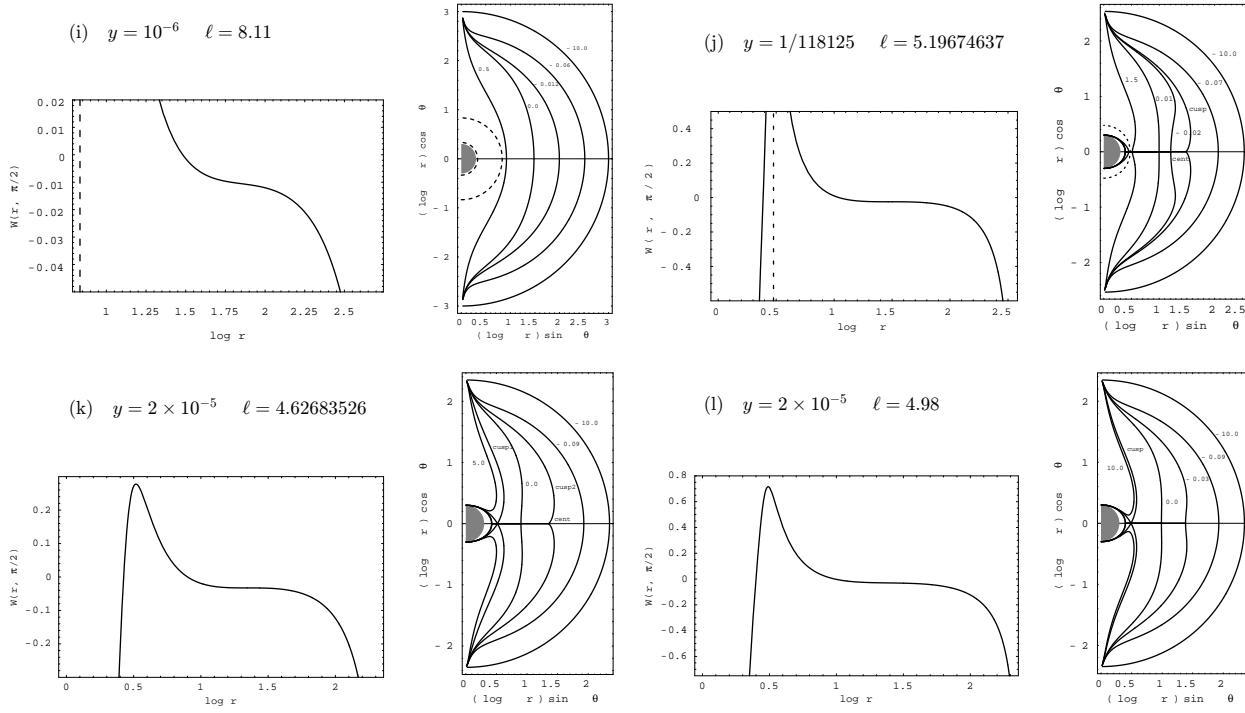 (i) y = 10⁻⁶ ℓ = 8.11
W(r, π/2)
0.02
0.01
0
−0.01
−0.02
−0.03
−0.04
1 1.25 1.5 1.75 2 2.25 2.5
log r
(log r)cos θ
3
2
1
0
−1
−2
−3
−10.0
−0.06
−0.012
0.0
0.5
0 0.5 1 1.5 2 2.5 3
(log r)sin θ
(j) y = 1/118125 ℓ = 5.19674637
W(r, π/2)
0.4
0.2
0
−0.2
−0.4
0 0.5 1 1.5 2 2.5
log r
(log r)cos θ
2
1
0
−1
−2
−10.0
−0.07
cusp
0.01
1.5
−0.02
cent
0 0.5 1 1.5 2 2.5
(log r)sin θ
(k) y = 2 × 10⁻⁵ ℓ = 4.62683526
W(r, π/2)
0.2
0.1
0
−0.1
−0.2
0 0.5 1 1.5 2
log r
(log r)cos θ
2
1
0
−1
−2
−10.0
−0.09
cusp1
5.0
0.0
cusp2
cent
0 0.5 1 1.5 2
(log r)sin θ
(l) y = 2 × 10⁻⁵ ℓ = 4.98
W(r, π/2)
0.8
0.6
0.4
0.2
0
−0.2
−0.4
−0.6
0 0.5 1 1.5 2
log r
(log r)cos θ
2
1
0
−1
−2
−10.0
−0.09
cusp
10.0
−0.03
0.0
0 0.5 1 1.5 2
(log r)sin θ